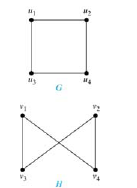 u₁ u₂
u₃ u₄
G
v₁ v₂
v₃ v₄
H